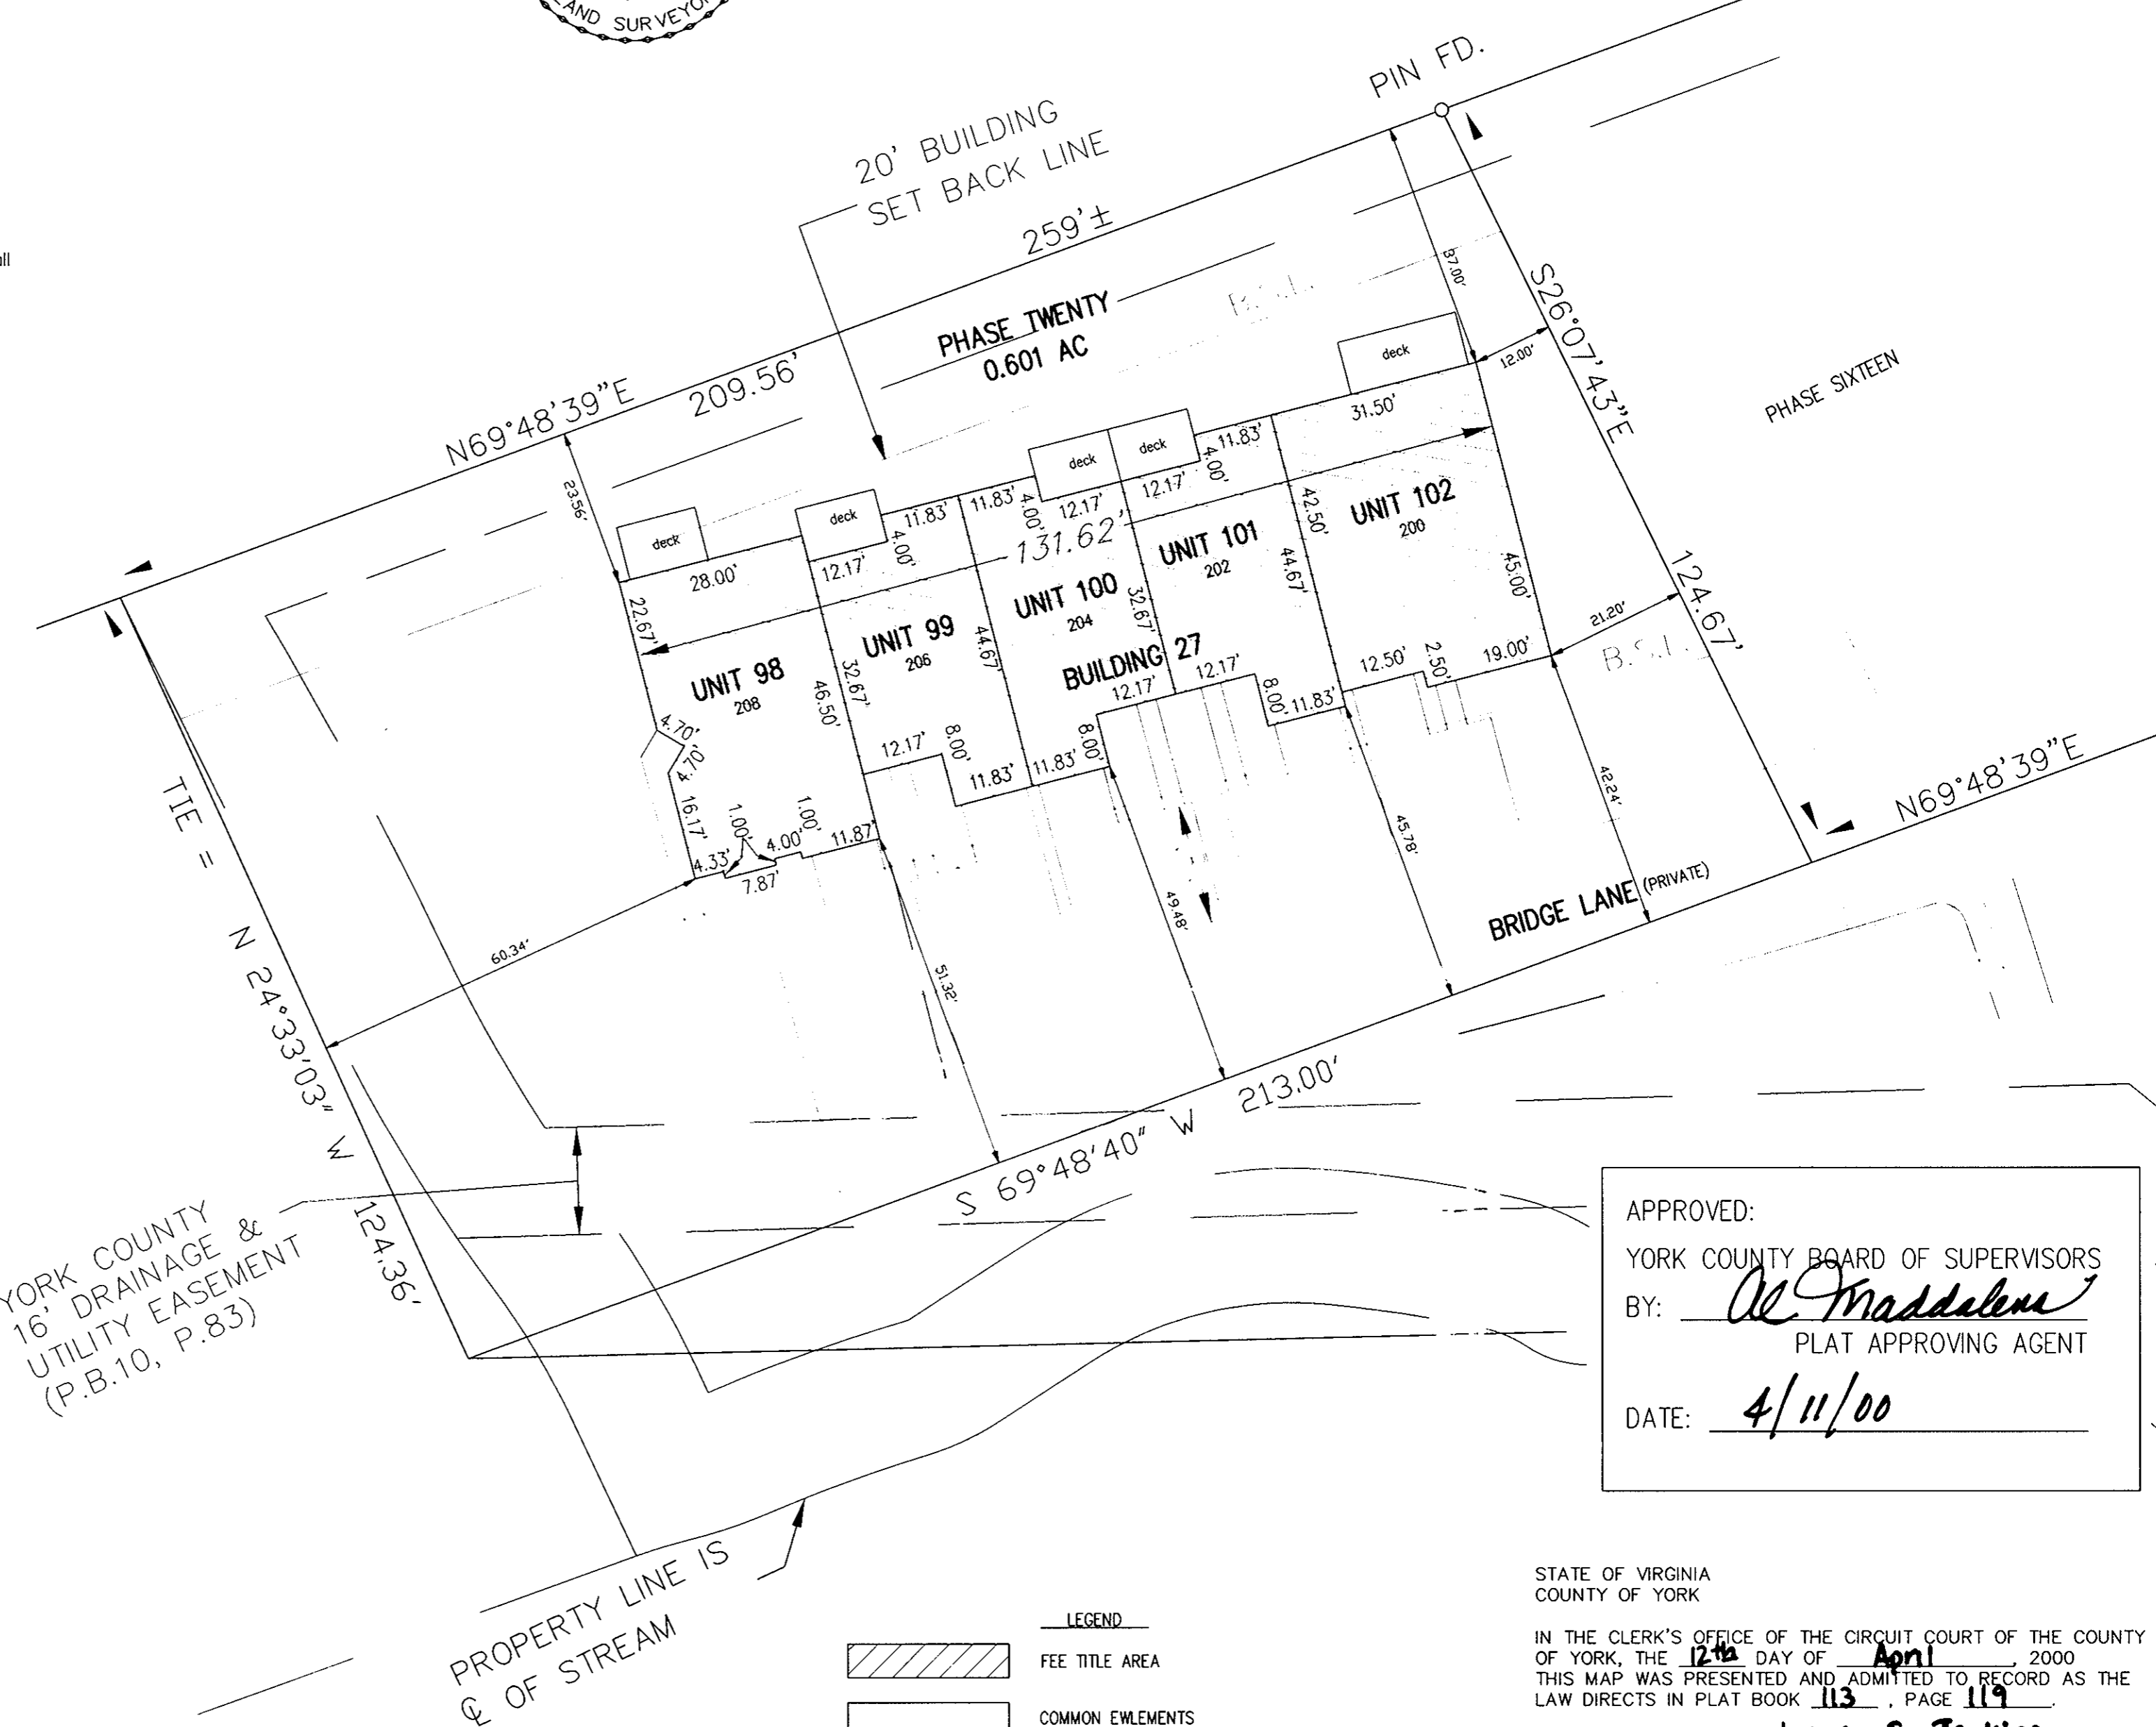 LAND SURVEYOR
PIN FD.
20' BUILDING
SET BACK LINE
259'±
PHASE TWENTY
0.601 AC
B.S.L.
N69°48'39"E
209.56'
37.00'
S26°07'43"E
12.00'
PHASE SIXTEEN
23.56'
deck
deck
deck
deck
deck
28.00'
12.17'
11.83'
4.00'
11.83'
4.00'
12.17'
12.17'
4.00'
11.83'
31.50'
131.62'
22.67'
UNIT 98
208
46.50'
32.67'
UNIT 99
206
44.67'
UNIT 100
204
32.67'
UNIT 101
202
44.67'
42.50'
UNIT 102
200
45.00'
124.67'
21.20'
B.S.L.
BUILDING 27
12.17'
12.17'
8.00'
11.83'
12.50'
2.50'
19.00'
4.70'
4.70'
16.17'
12.17'
8.00'
11.83'
11.83'
8.00'
1.00'
1.00'
4.33'
4.00'
11.87'
7.87'
60.34'
51.32'
49.48'
45.78'
42.24'
BRIDGE LANE (PRIVATE)
N69°48'39"E
TIE = N 24°33'03" W 124.36'
S 69°48'40" W 213.00'
YORK COUNTY
16' DRAINAGE &
UTILITY EASEMENT
(P.B.10, P.83)
PROPERTY LINE IS
℄ OF STREAM
APPROVED:
YORK COUNTY BOARD OF SUPERVISORS
BY: Al Maddalena
PLAT APPROVING AGENT
DATE: 4/11/00
LEGEND
FEE TITLE AREA
COMMON EWLEMENTS
STATE OF VIRGINIA
COUNTY OF YORK
IN THE CLERK'S OFFICE OF THE CIRCUIT COURT OF THE COUNTY
OF YORK, THE 12th DAY OF April, 2000
THIS MAP WAS PRESENTED AND ADMITTED TO RECORD AS THE
LAW DIRECTS IN PLAT BOOK 113, PAGE 119.